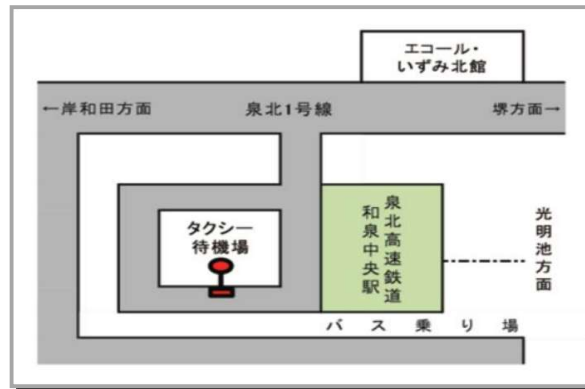 エコール・
いずみ北館
←岸和田方面
泉北1号線
堺方面→
タクシー
待機場
泉北高速鉄道
和泉中央駅
光明池方面
バス乗り場